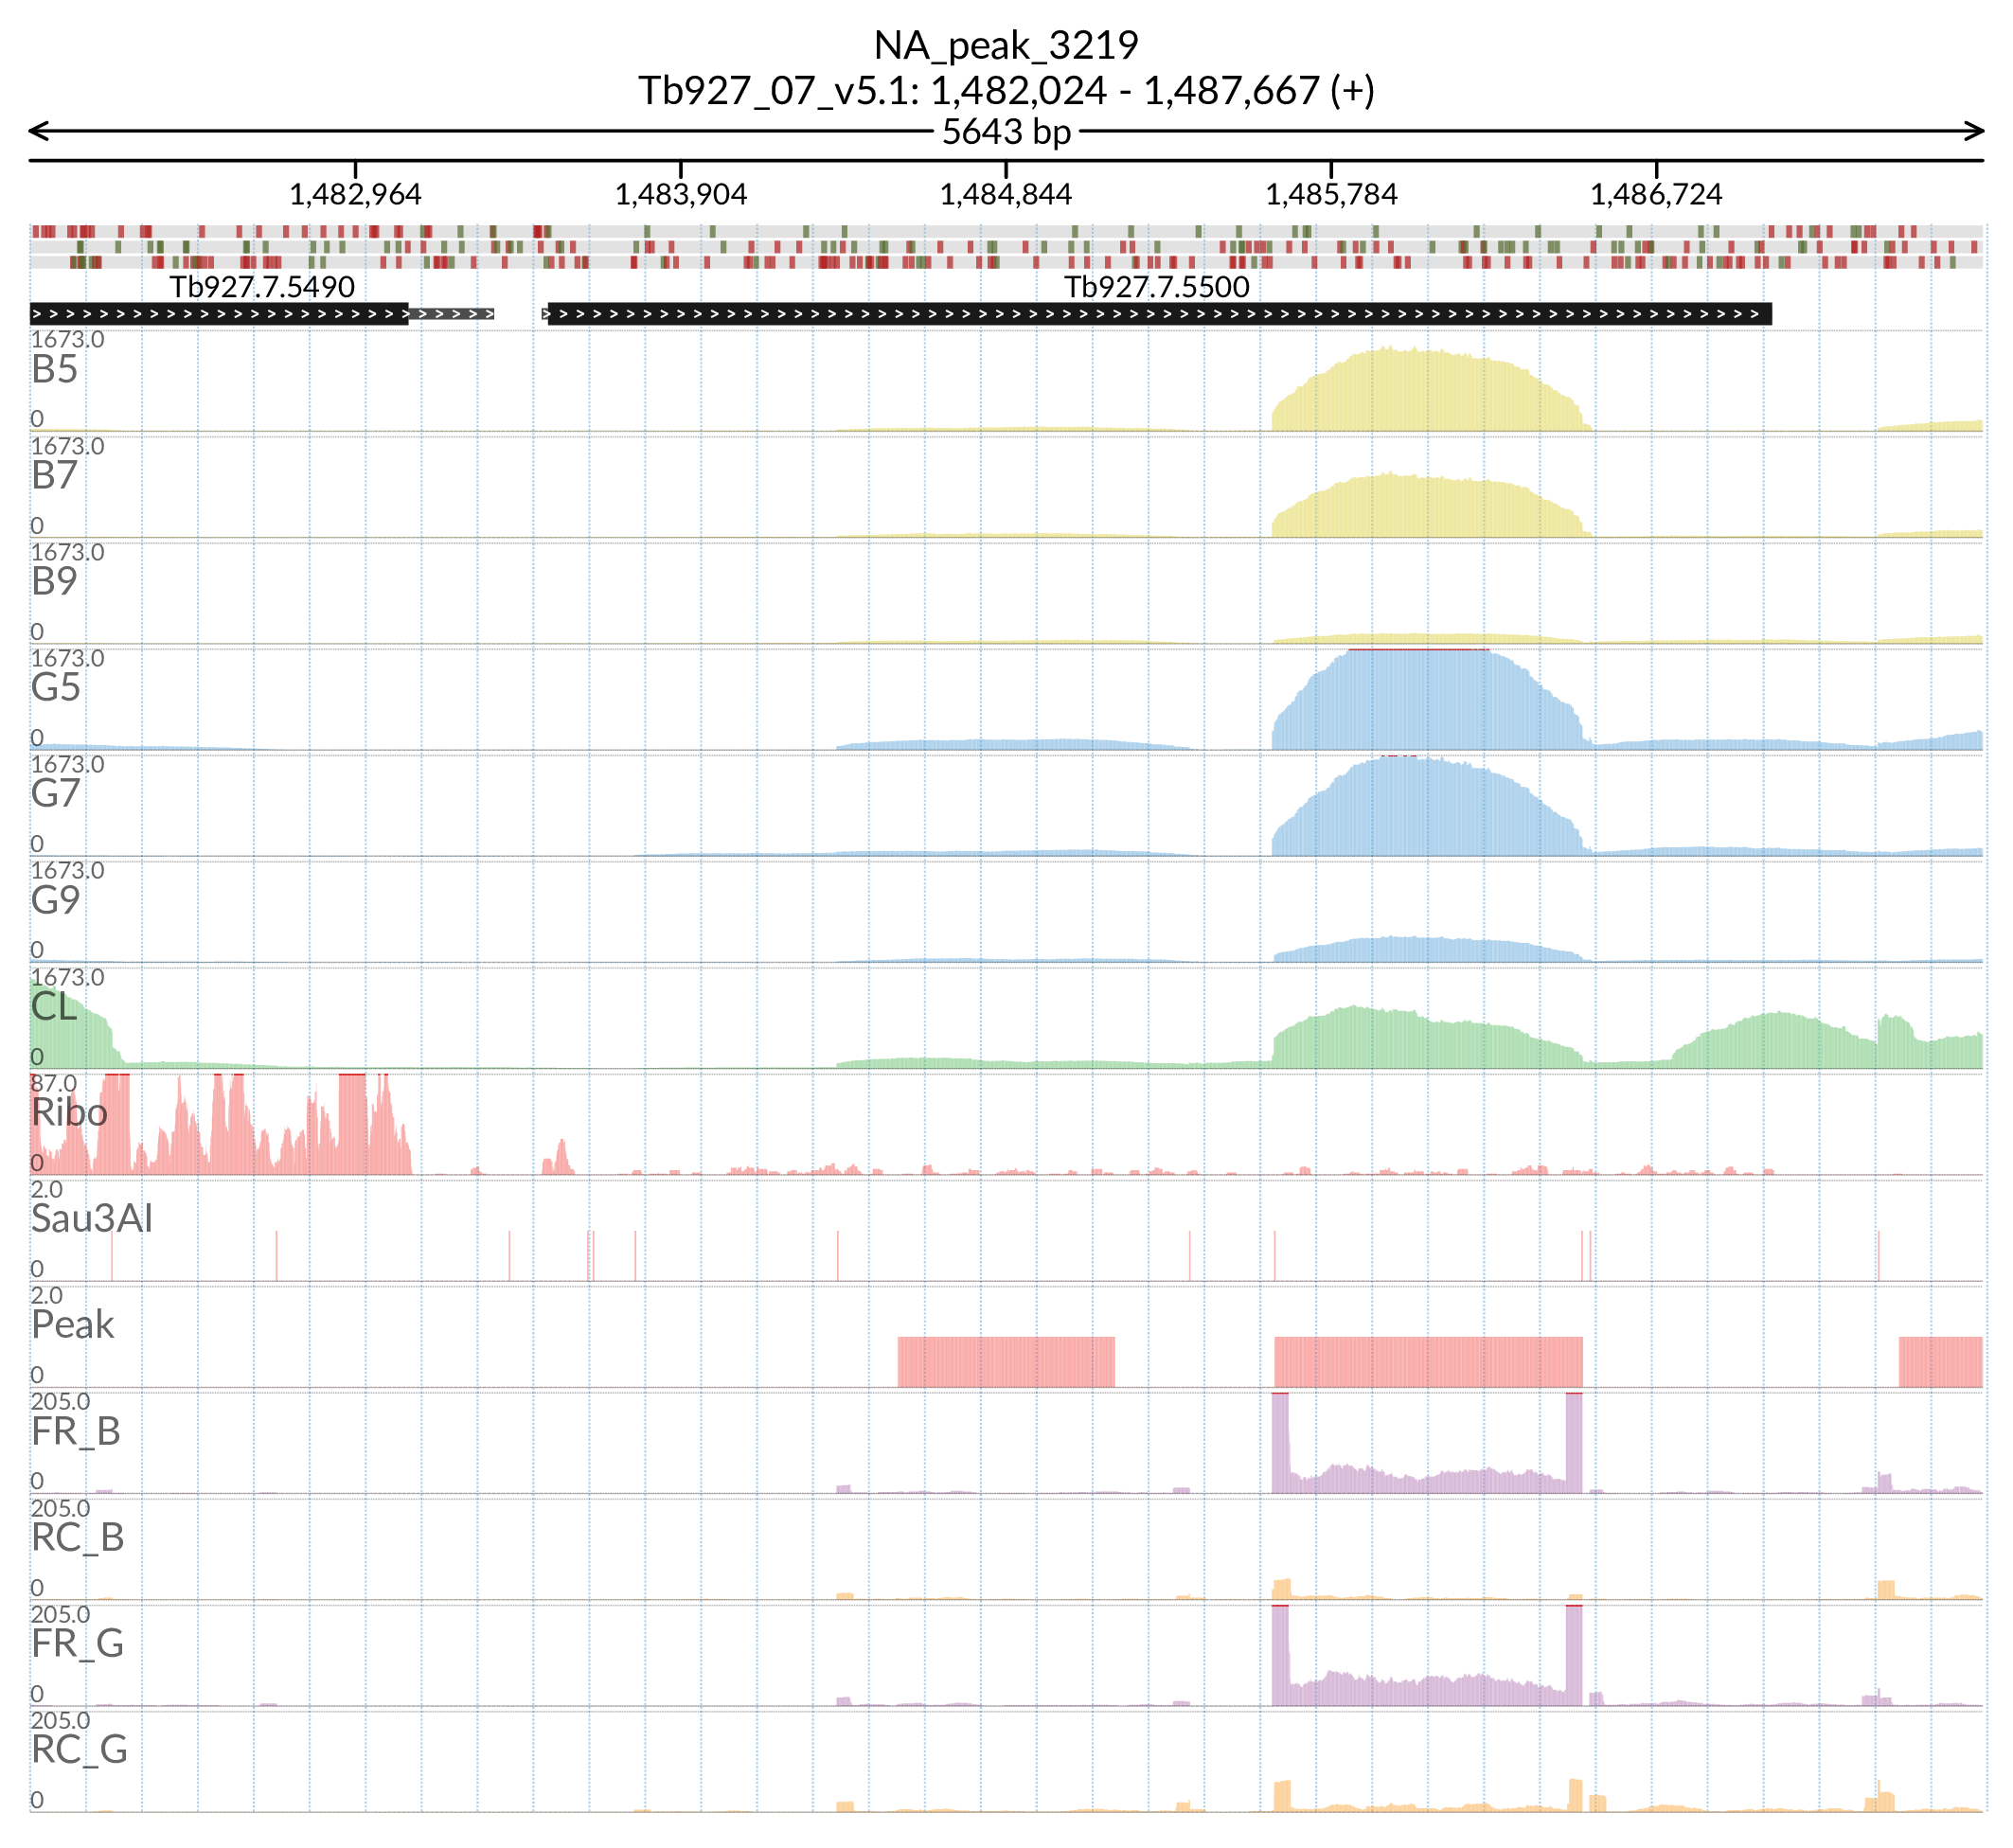 NA_peak_3219
Tb927_07_v5.1: 1,482,024 - 1,487,667 (+)
5643 bp
1,482,964 1,483,904 1,484,844 1,485,784 1,486,724
Tb927.7.5490 Tb927.7.5500
1673.0
B5
0
1673.0
B7
0
1673.0
B9
0
1673.0
G5
0
1673.0
G7
0
1673.0
G9
0
1673.0
CL
0
87.0
Ribo
0
2.0
Sau3AI
0
2.0
Peak
0
205.0
FR_B
0
205.0
RC_B
0
205.0
FR_G
0
205.0
RC_G
0